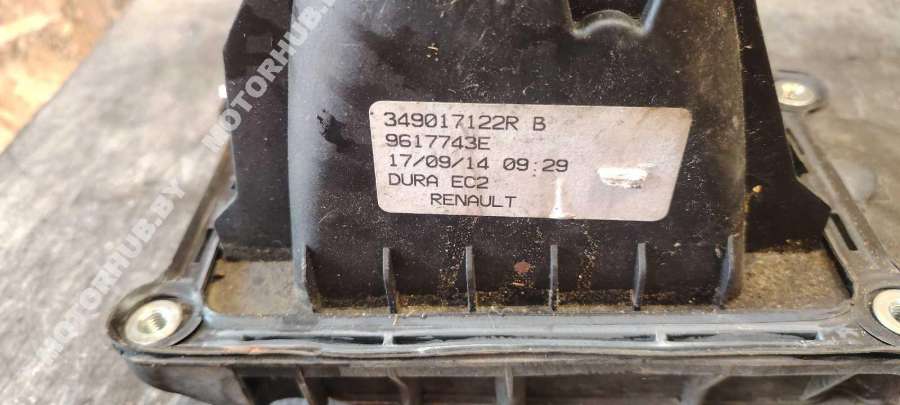 MOTORHUB.BY
MOTORHUB.BY
349017122R B
9617743E
17/09/14 09:29
DURA EC2
RENAULT
MOTORHUB.BY